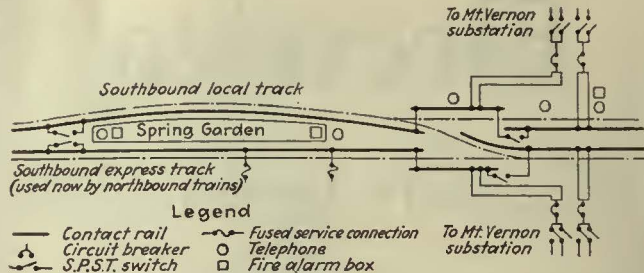 To Mt. Vernon
substation
Southbound local track
Spring Garden
Southbound express track
(used now by northbound trains)
Legend
Contact rail
Fused service connection
Circuit breaker
Telephone
S.P.S.T. switch
Fire alarm box
To Mt. Vernon
substation